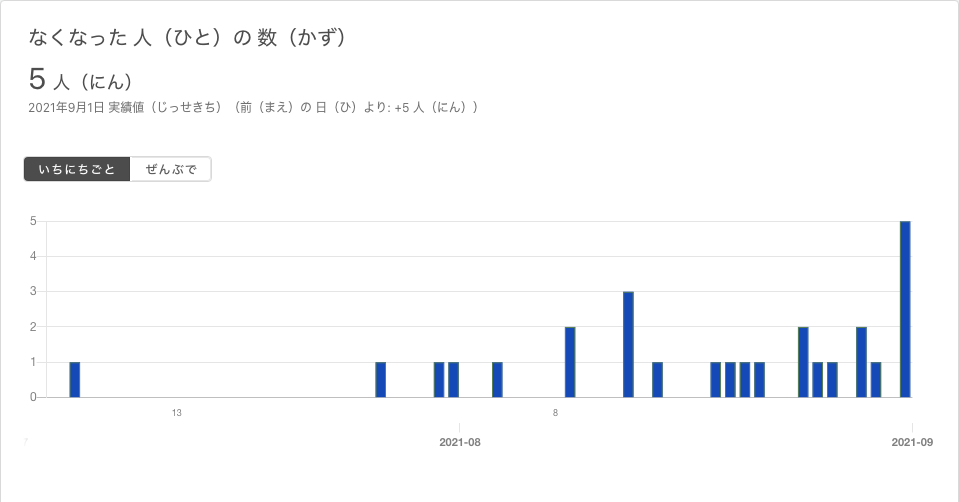 なくなった 人（ひと）の 数（かず）
5 人（にん）
2021年9月1日 実績値（じっせきち）（前（まえ）の 日（ひ）より: +5 人（にん））
いちにちごと ぜんぶで
5
4
3
2
1
0
13 8
2021-08 2021-09